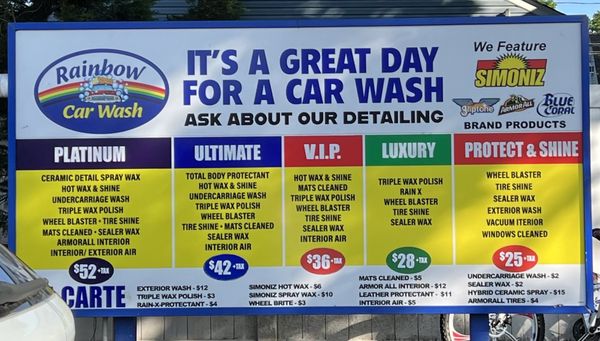 Rainbow
Car Wash
IT'S A GREAT DAY
FOR A CAR WASH
ASK ABOUT OUR DETAILING
We Feature
SIMONIZ
gliptone
ARMOR ALL
BLUE
CORAL
BRAND PRODUCTS
PLATINUM
CERAMIC DETAIL SPRAY WAX
HOT WAX & SHINE
UNDERCARRIAGE WASH
TRIPLE WAX POLISH
WHEEL BLASTER • TIRE SHINE
MATS CLEANED • SEALER WAX
ARMORALL INTERIOR
INTERIOR/EXTERIOR AIR
$52+TAX
ULTIMATE
TOTAL BODY PROTECTANT
HOT WAX & SHINE
UNDERCARRIAGE WASH
TRIPLE WAX POLISH
WHEEL BLASTER
TIRE SHINE • MATS CLEANED
SEALER WAX
INTERIOR AIR
$42+TAX
V.I.P.
HOT WAX & SHINE
MATS CLEANED
TRIPLE WAX POLISH
WHEEL BLASTER
TIRE SHINE
SEALER WAX
INTERIOR AIR
$36+TAX
LUXURY
TRIPLE WAX POLISH
RAIN X
WHEEL BLASTER
TIRE SHINE
SEALER WAX
$28+TAX
PROTECT & SHINE
WHEEL BLASTER
TIRE SHINE
SEALER WAX
EXTERIOR WASH
VACUUM ITERIOR
WINDOWS CLEANED
$25+TAX
CARTE
EXTERIOR WASH - $12
TRIPLE WAX POLISH - $3
RAIN-X-PROTECTANT - $4
SIMONIZ HOT WAX - $6
SIMONIZ SPRAY WAX - $10
WHEEL BRITE - $3
MATS CLEANED - $5
ARMOR ALL INTERIOR - $12
LEATHER PROTECTANT - $11
INTERIOR AIR - $5
UNDERCARRIAGE WASH - $2
SEALER WAX - $2
HYBRID CERAMIC SPRAY - $15
ARMORALL TIRES - $4